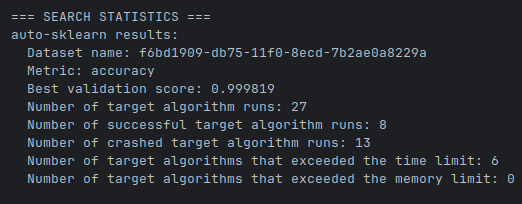 === SEARCH STATISTICS ===
auto-sklearn results:
  Dataset name: f6bd1909-db75-11f0-8ecd-7b2ae0a8229a
  Metric: accuracy
  Best validation score: 0.999819
  Number of target algorithm runs: 27
  Number of successful target algorithm runs: 8
  Number of crashed target algorithm runs: 13
  Number of target algorithms that exceeded the time limit: 6
  Number of target algorithms that exceeded the memory limit: 0